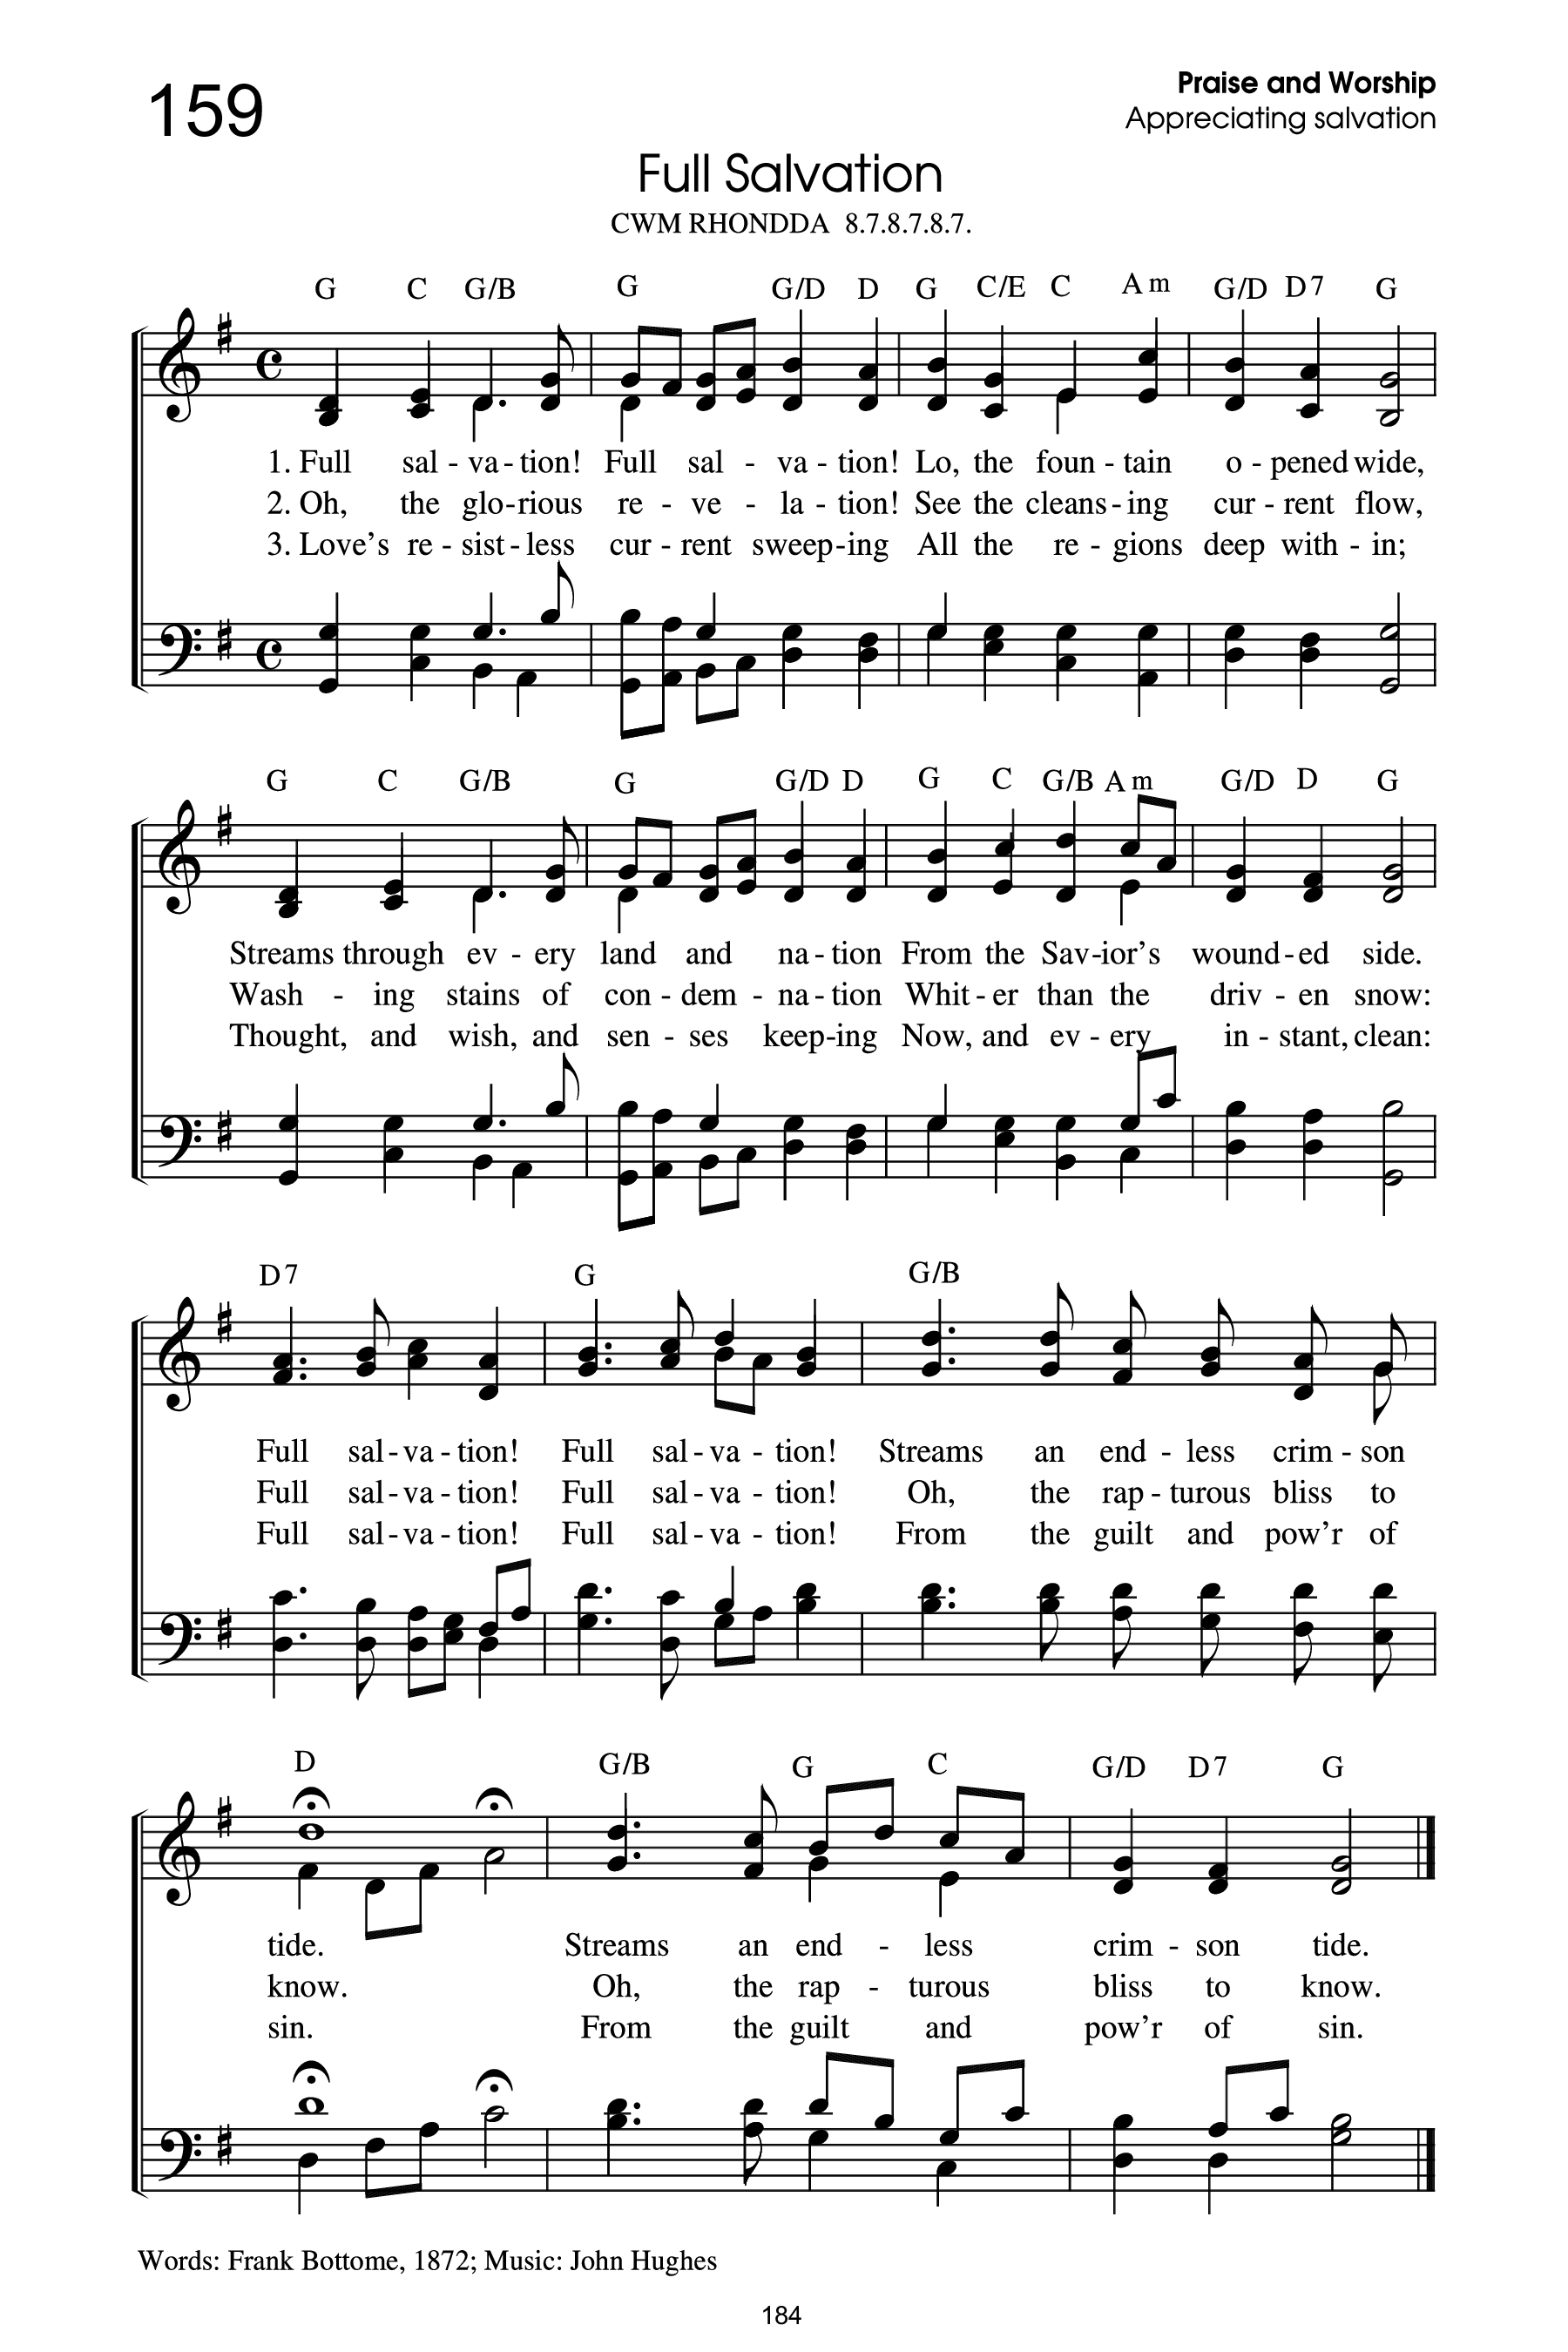 159
Praise and Worship
Appreciating salvation
Full Salvation
CWM RHONDDA 8.7.8.7.8.7.
G C G/B G G/D D G C/E C Am G/D D7 G
1. Full sal - va - tion! Full sal - va - tion! Lo, the foun - tain o - pened wide,
2. Oh, the glo - rious re - ve - la - tion! See the cleans - ing cur - rent flow,
3. Love's re - sist - less cur - rent sweep - ing All the re - gions deep with - in;
G C G/B G G/D D G C G/B Am G/D D G
Streams through ev - ery land and na - tion From the Sav - ior's wound - ed side.
Wash - ing stains of con - dem - na - tion Whit - er than the driv - en snow:
Thought, and wish, and sen - ses keep - ing Now, and ev - ery in - stant, clean:
D7 G G/B
Full sal - va - tion! Full sal - va - tion! Streams an end - less crim - son
Full sal - va - tion! Full sal - va - tion! Oh, the rap - turous bliss to
Full sal - va - tion! Full sal - va - tion! From the guilt and pow'r of
D G/B G C G/D D7 G
tide. Streams an end - less crim - son tide.
know. Oh, the rap - turous bliss to know.
sin. From the guilt and pow'r of sin.
Words: Frank Bottome, 1872; Music: John Hughes
184